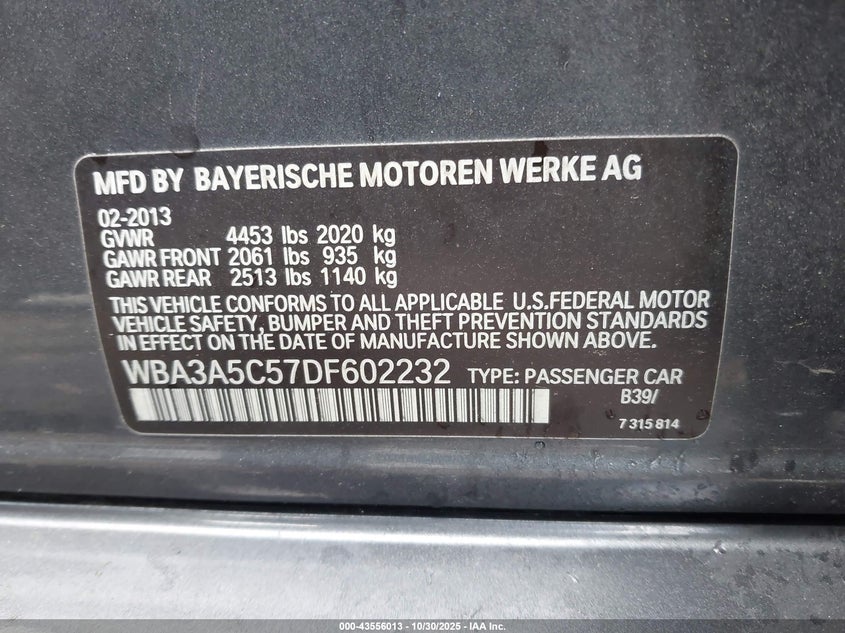 MFD BY BAYERISCHE MOTOREN WERKE AG
02-2013
GVWR 4453 lbs 2020 kg
GAWR FRONT 2061 lbs 935 kg
GAWR REAR 2513 lbs 1140 kg
THIS VEHICLE CONFORMS TO ALL APPLICABLE U.S.FEDERAL MOTOR
VEHICLE SAFETY, BUMPER AND THEFT PREVENTION STANDARDS
IN EFFECT ON THE DATE OF MANUFACTURE SHOWN ABOVE.
WBA3A5C57DF602232 TYPE: PASSENGER CAR
B39/
7 315 814
000-43556013 - 10/30/2025 - IAA Inc.